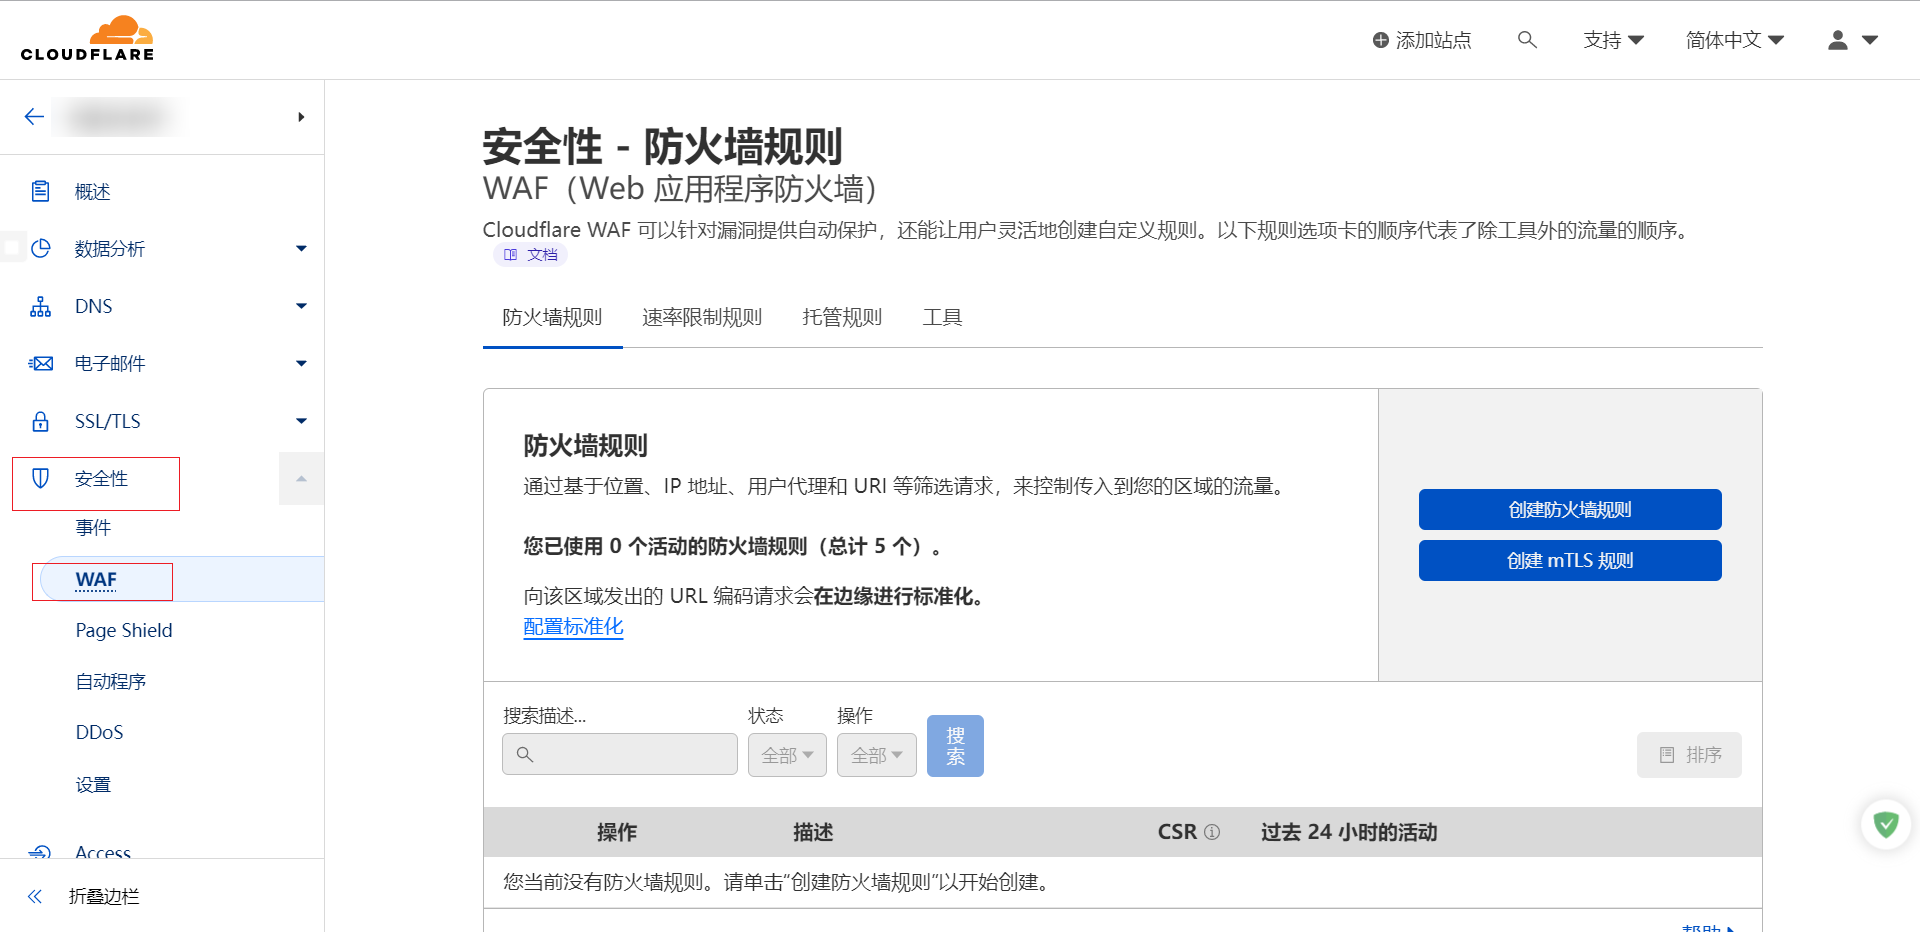 CLOUDFLARE
添加站点
支持
简体中文
概述
数据分析
DNS
电子邮件
SSL/TLS
安全性
事件
WAF
Page Shield
自动程序
DDoS
设置
Access
折叠边栏
安全性 - 防火墙规则
WAF（Web 应用程序防火墙）
Cloudflare WAF 可以针对漏洞提供自动保护，还能让用户灵活地创建自定义规则。以下规则选项卡的顺序代表了除工具外的流量的顺序。
文档
防火墙规则 速率限制规则 托管规则 工具
防火墙规则
通过基于位置、IP 地址、用户代理和 URI 等筛选请求，来控制传入到您的区域的流量。
您已使用 0 个活动的防火墙规则（总计 5 个）。
向该区域发出的 URL 编码请求会在边缘进行标准化。
配置标准化
创建防火墙规则
创建 mTLS 规则
搜索描述... 状态 操作
全部 全部 搜索
排序
操作 描述 CSR 过去 24 小时的活动
您当前没有防火墙规则。请单击“创建防火墙规则”以开始创建。
帮助